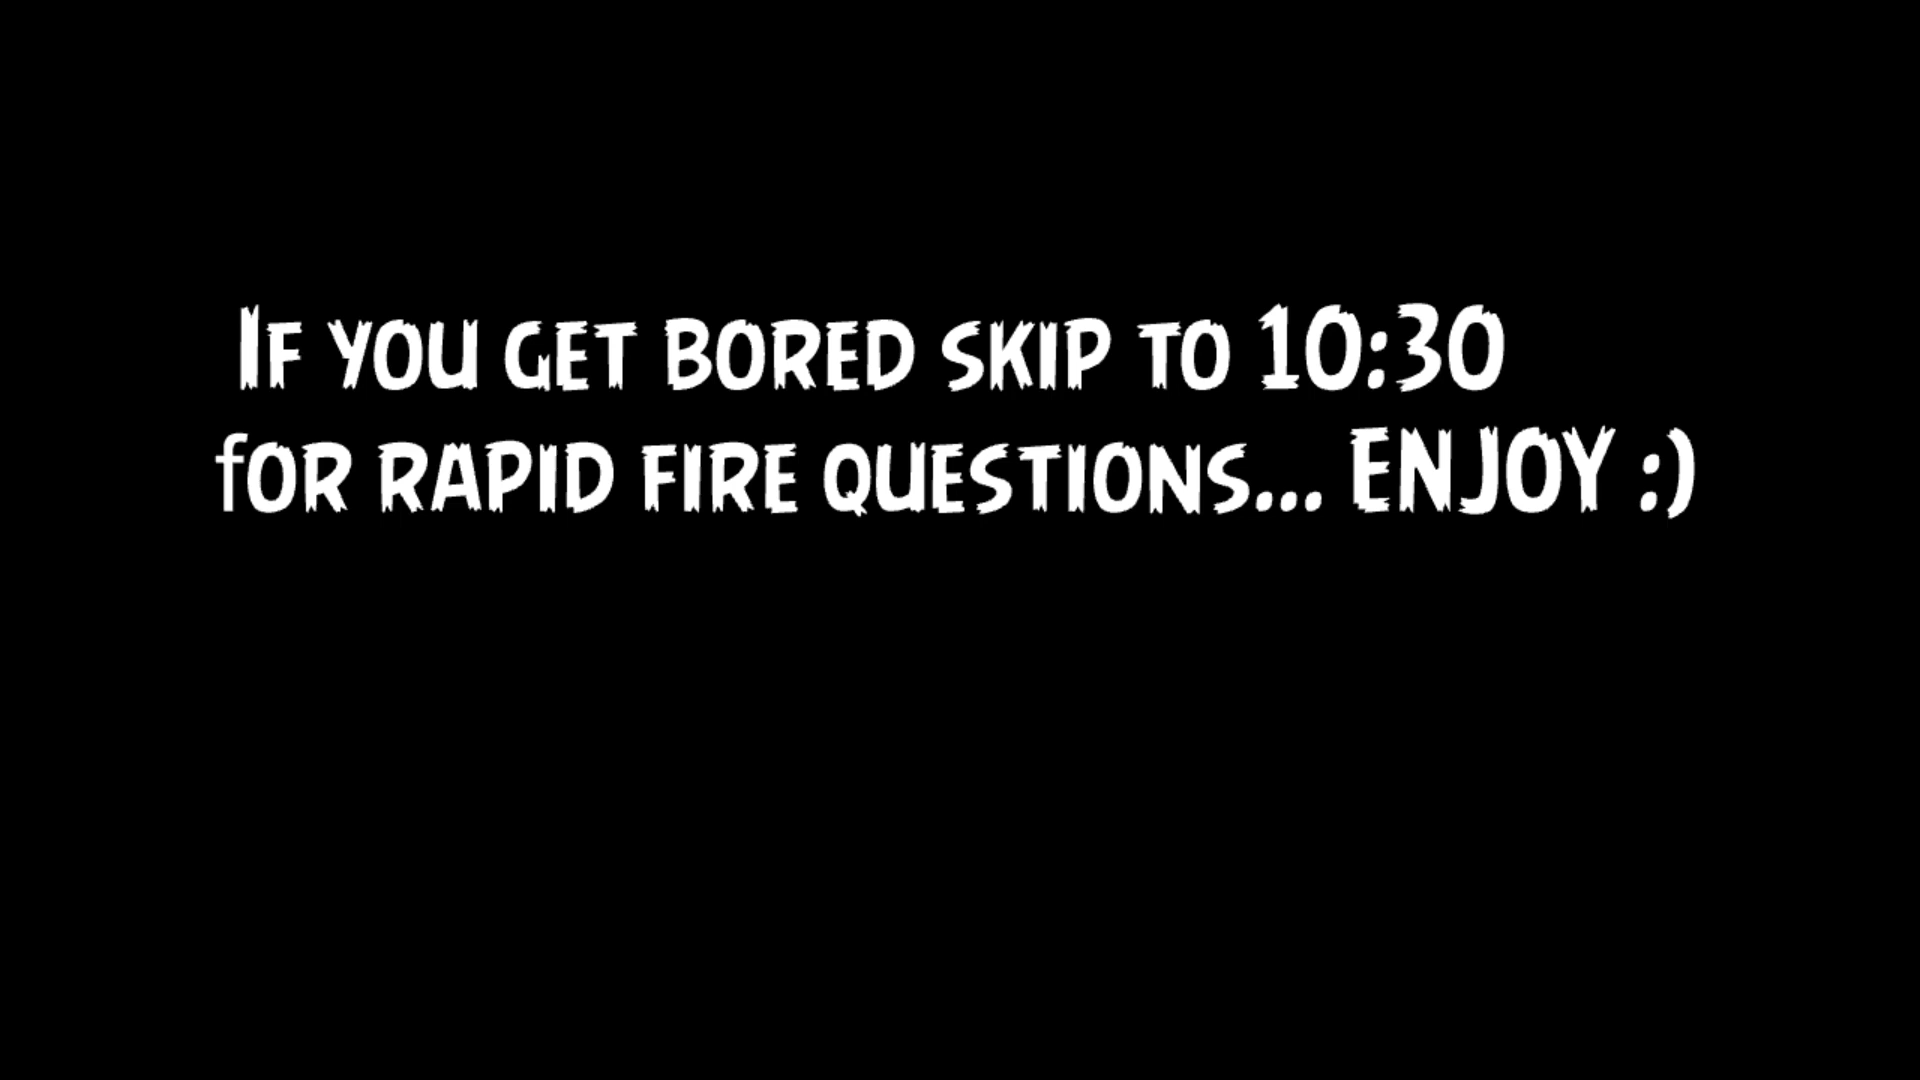 If you get bored skip to 10:30
for rapid fire questions... ENJOY :)